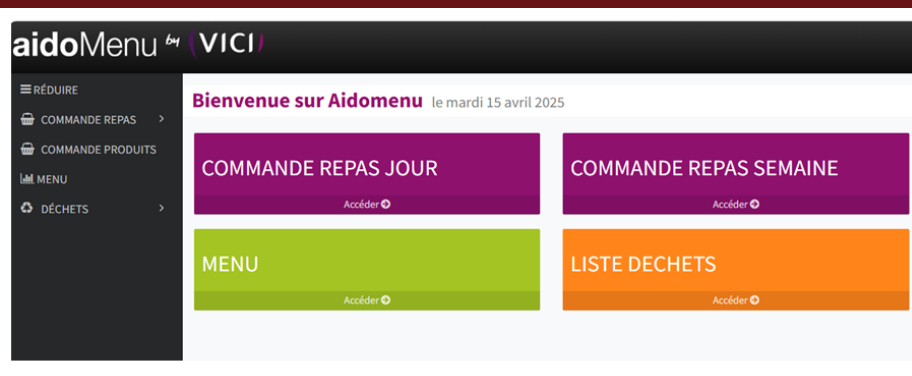 aidoMenu by (VICI)
RÉDUIRE
COMMANDE REPAS >
COMMANDE PRODUITS
MENU
DÉCHETS >
Bienvenue sur Aidomenu le mardi 15 avril 2025
COMMANDE REPAS JOUR
Accéder
COMMANDE REPAS SEMAINE
Accéder
MENU
Accéder
LISTE DECHETS
Accéder